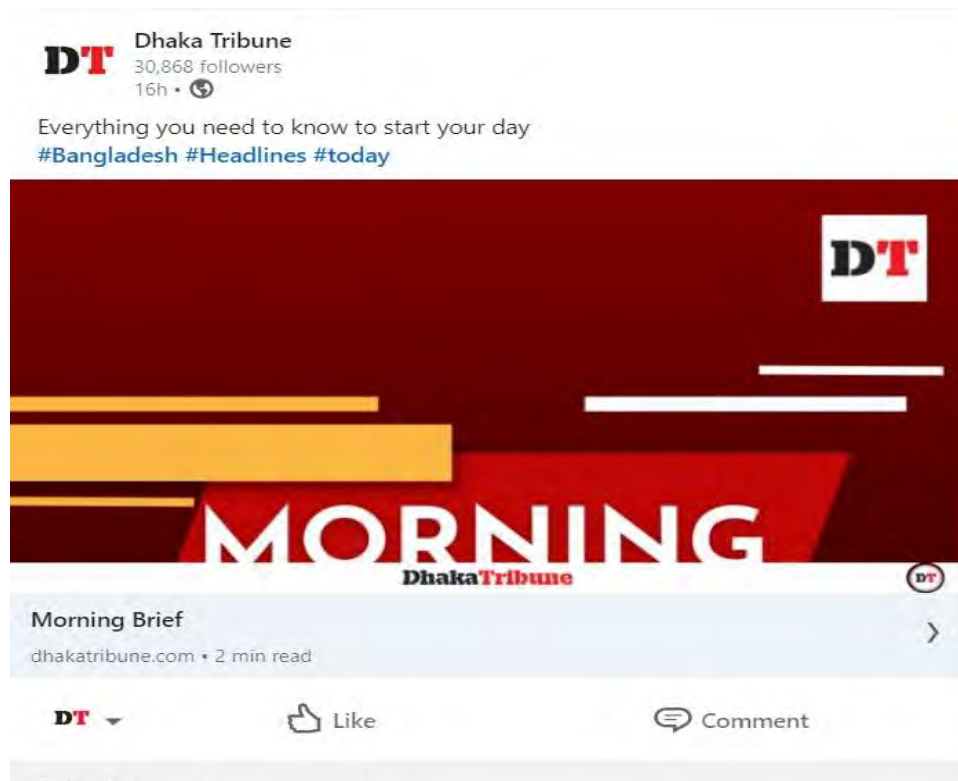 DT
Dhaka Tribune
30,868 followers
16h •
Everything you need to know to start your day
#Bangladesh #Headlines #today
DT
MORNING
DhakaTribune
DT
Morning Brief
dhakatribune.com • 2 min read
DT
Like
Comment